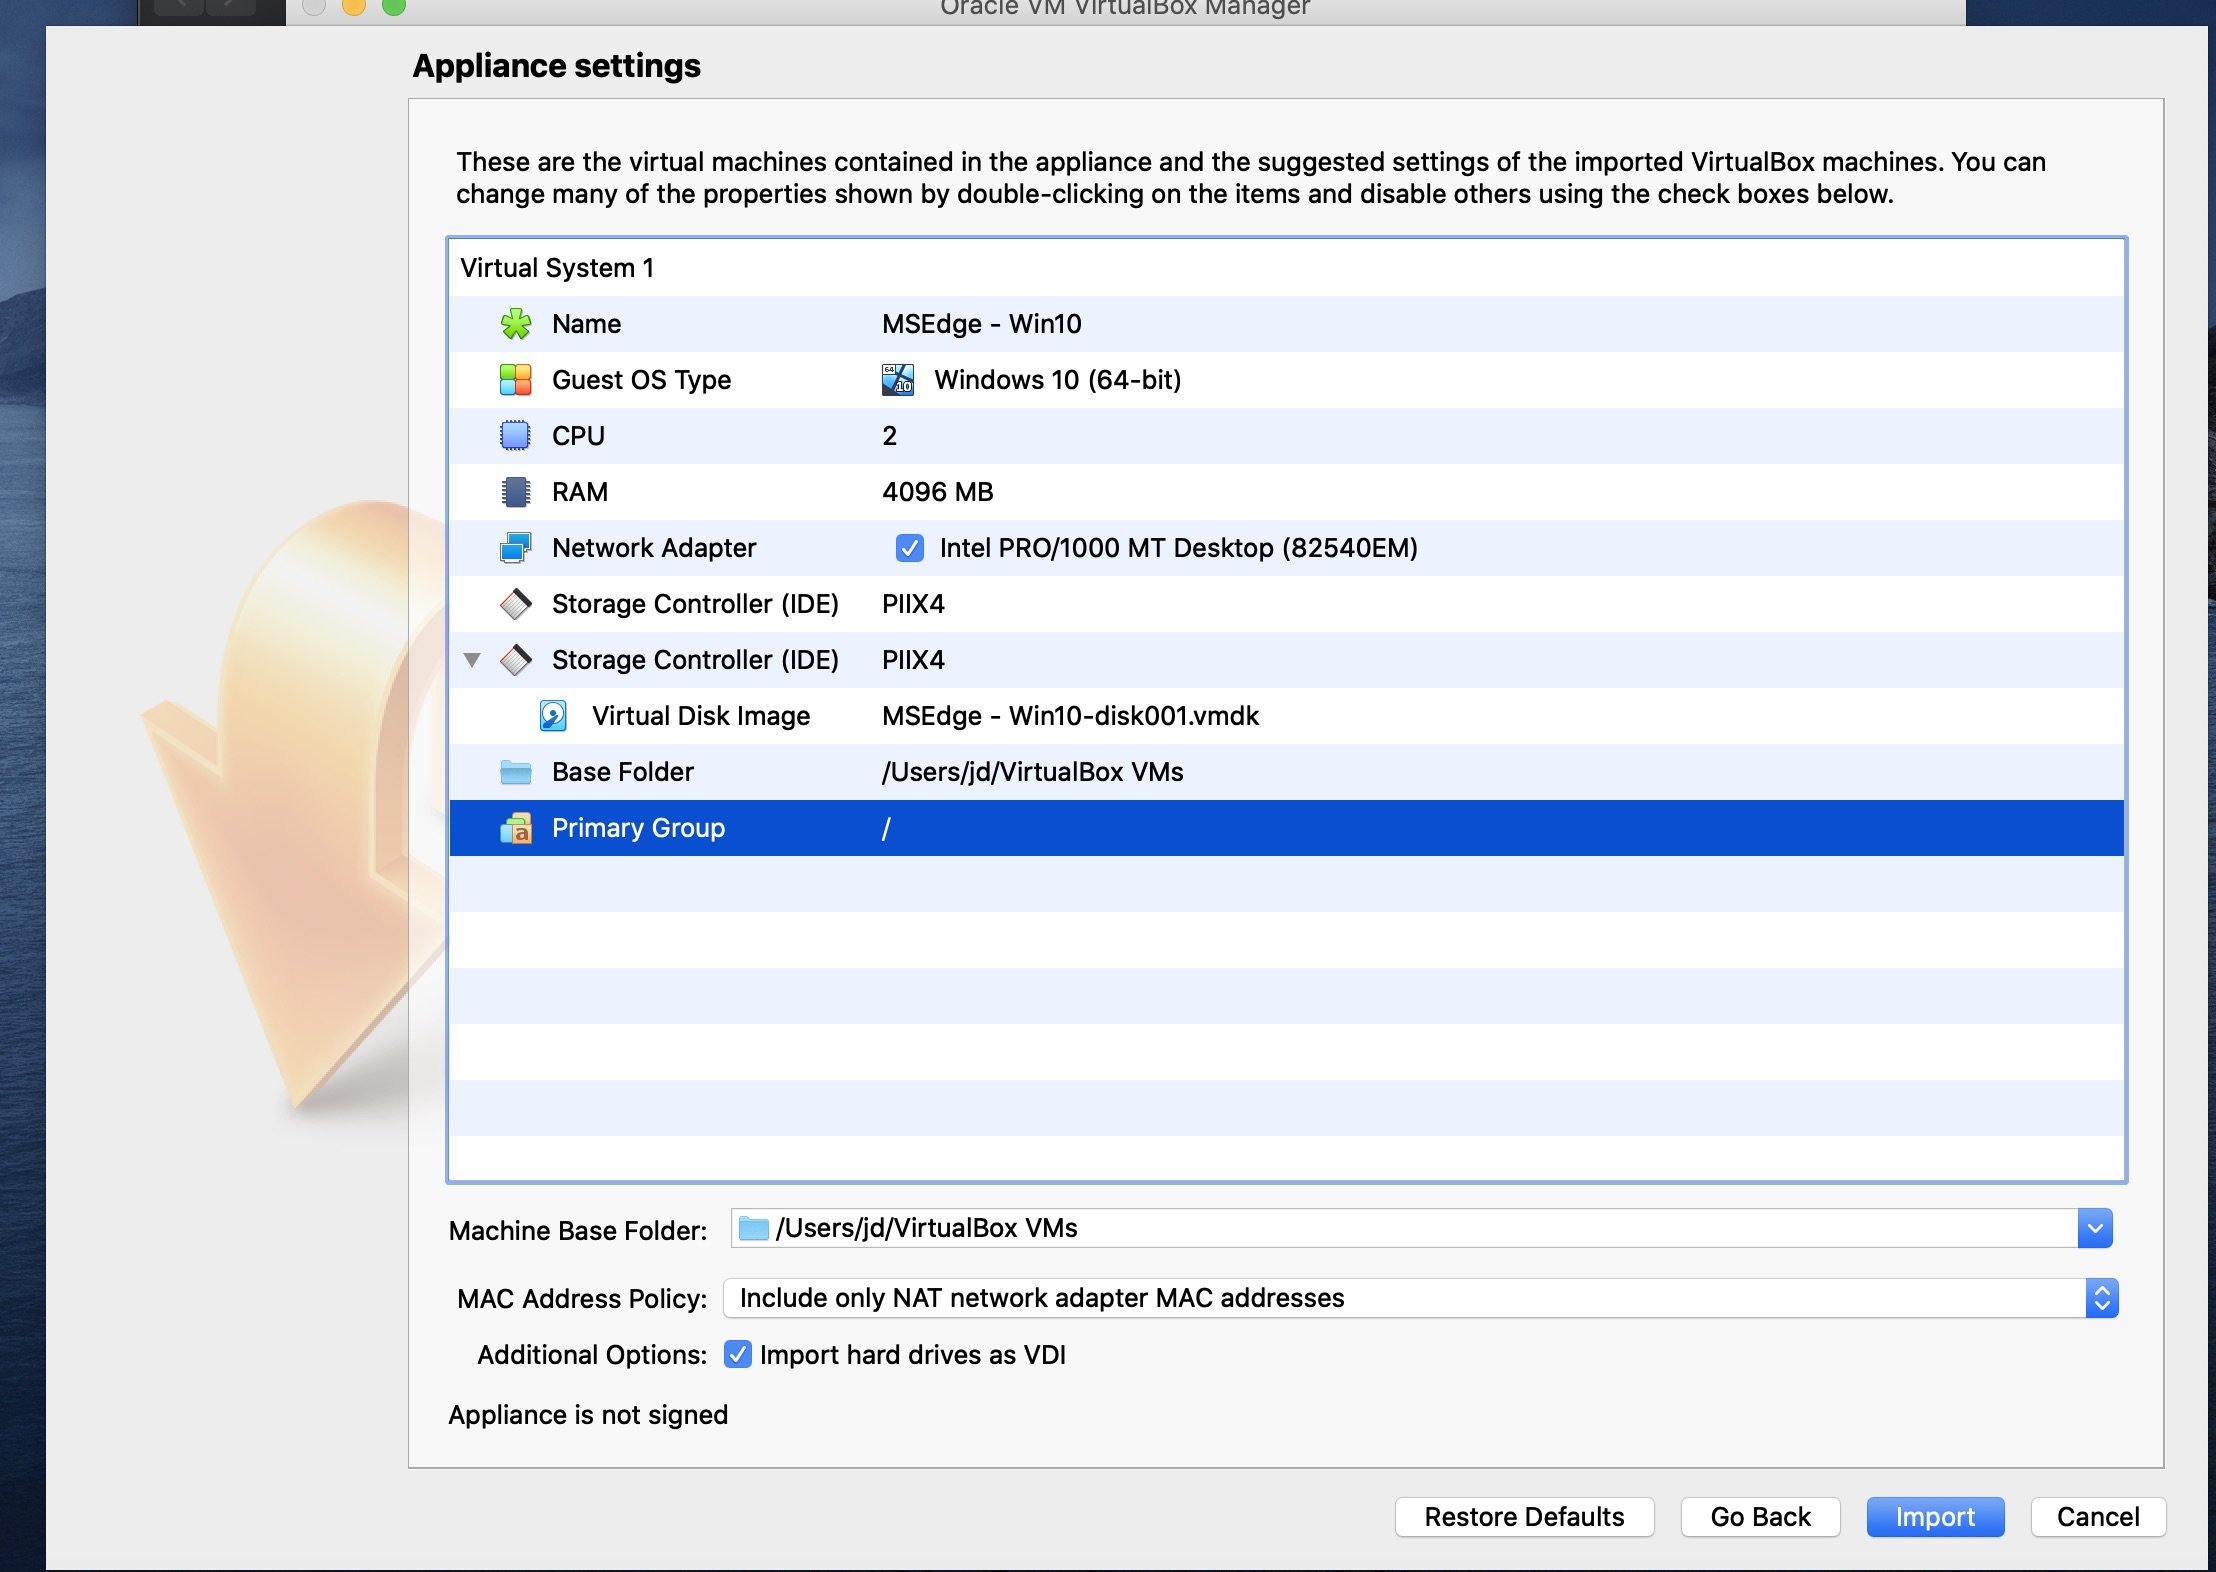 Oracle VM VirtualBox Manager
Appliance settings
These are the virtual machines contained in the appliance and the suggested settings of the imported VirtualBox machines. You can
change many of the properties shown by double-clicking on the items and disable others using the check boxes below.
Virtual System 1
Name MSEdge - Win10
Guest OS Type 64 10 Windows 10 (64-bit)
CPU 2
RAM 4096 MB
Network Adapter Intel PRO/1000 MT Desktop (82540EM)
Storage Controller (IDE) PIIX4
Storage Controller (IDE) PIIX4
Virtual Disk Image MSEdge - Win10-disk001.vmdk
Base Folder /Users/jd/VirtualBox VMs
a Primary Group /
Machine Base Folder: /Users/jd/VirtualBox VMs
MAC Address Policy: Include only NAT network adapter MAC addresses
Additional Options: Import hard drives as VDI
Appliance is not signed
Restore Defaults Go Back Import Cancel